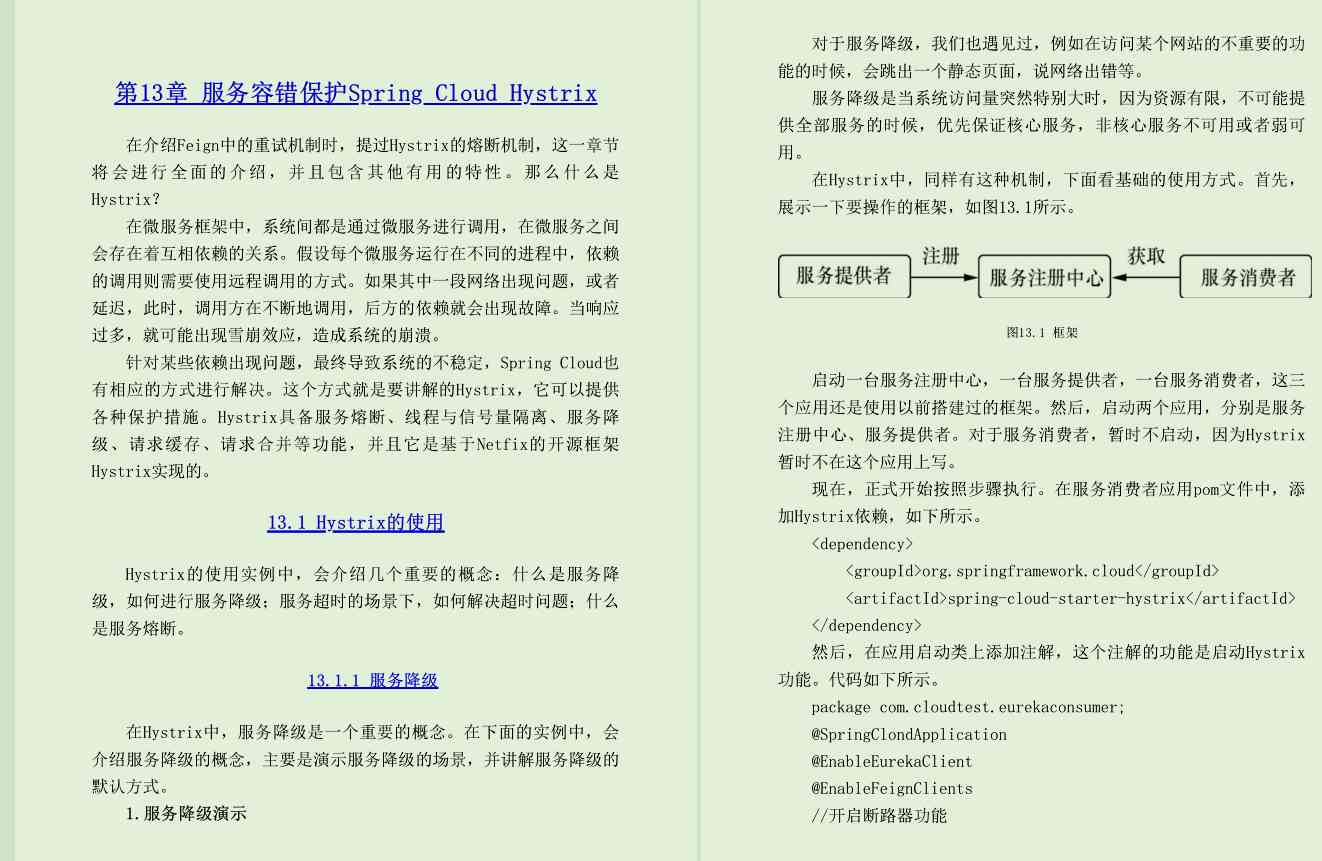 第13章 服务容错保护Spring Cloud Hystrix
在介绍Feign中的重试机制时，提过Hystrix的熔断机制，这一章节
将会进行全面的介绍，并且包含其他有用的特性。那么什么是
Hystrix？
在微服务框架中，系统间都是通过微服务进行调用，在微服务之间
会存在着互相依赖的关系。假设每个微服务运行在不同的进程中，依赖
的调用则需要使用远程调用的方式。如果其中一段网络出现问题，或者
延迟，此时，调用方在不断地调用，后方的依赖就会出现故障。当响应
过多，就可能出现雪崩效应，造成系统的崩溃。
针对某些依赖出现问题，最终导致系统的不稳定，Spring Cloud也
有相应的方式进行解决。这个方式就是要讲解的Hystrix，它可以提供
各种保护措施。Hystrix具备服务熔断、线程与信号量隔离、服务降
级、请求缓存、请求合并等功能，并且它是基于Netfix的开源框架
Hystrix实现的。
13.1 Hystrix的使用
Hystrix的使用实例中，会介绍几个重要的概念：什么是服务降
级，如何进行服务降级；服务超时的场景下，如何解决超时问题；什么
是服务熔断。
13.1.1 服务降级
在Hystrix中，服务降级是一个重要的概念。在下面的实例中，会
介绍服务降级的概念，主要是演示服务降级的场景，并讲解服务降级的
默认方式。
1.服务降级演示
对于服务降级，我们也遇见过，例如在访问某个网站的不重要的功
能的时候，会跳出一个静态页面，说网络出错等。
服务降级是当系统访问量突然特别大时，因为资源有限，不可能提
供全部服务的时候，优先保证核心服务，非核心服务不可用或者弱可
用。
在Hystrix中，同样有这种机制，下面看基础的使用方式。首先，
展示一下要操作的框架，如图13.1所示。
服务提供者 注册 服务注册中心 获取 服务消费者
图13.1 框架
启动一台服务注册中心，一台服务提供者，一台服务消费者，这三
个应用还是使用以前搭建过的框架。然后，启动两个应用，分别是服务
注册中心、服务提供者。对于服务消费者，暂时不启动，因为Hystrix
暂时不在这个应用上写。
现在，正式开始按照步骤执行。在服务消费者应用pom文件中，添
加Hystrix依赖，如下所示。
<dependency>
<groupId>org.springframework.cloud</groupId>
<artifactId>spring-cloud-starter-hystrix</artifactId>
</dependency>
然后，在应用启动类上添加注解，这个注解的功能是启动Hystrix
功能。代码如下所示。
package com.cloudtest.eurekaconsumer;
@SpringClondApplication
@EnableEurekaClient
@EnableFeignClients
//开启断路器功能